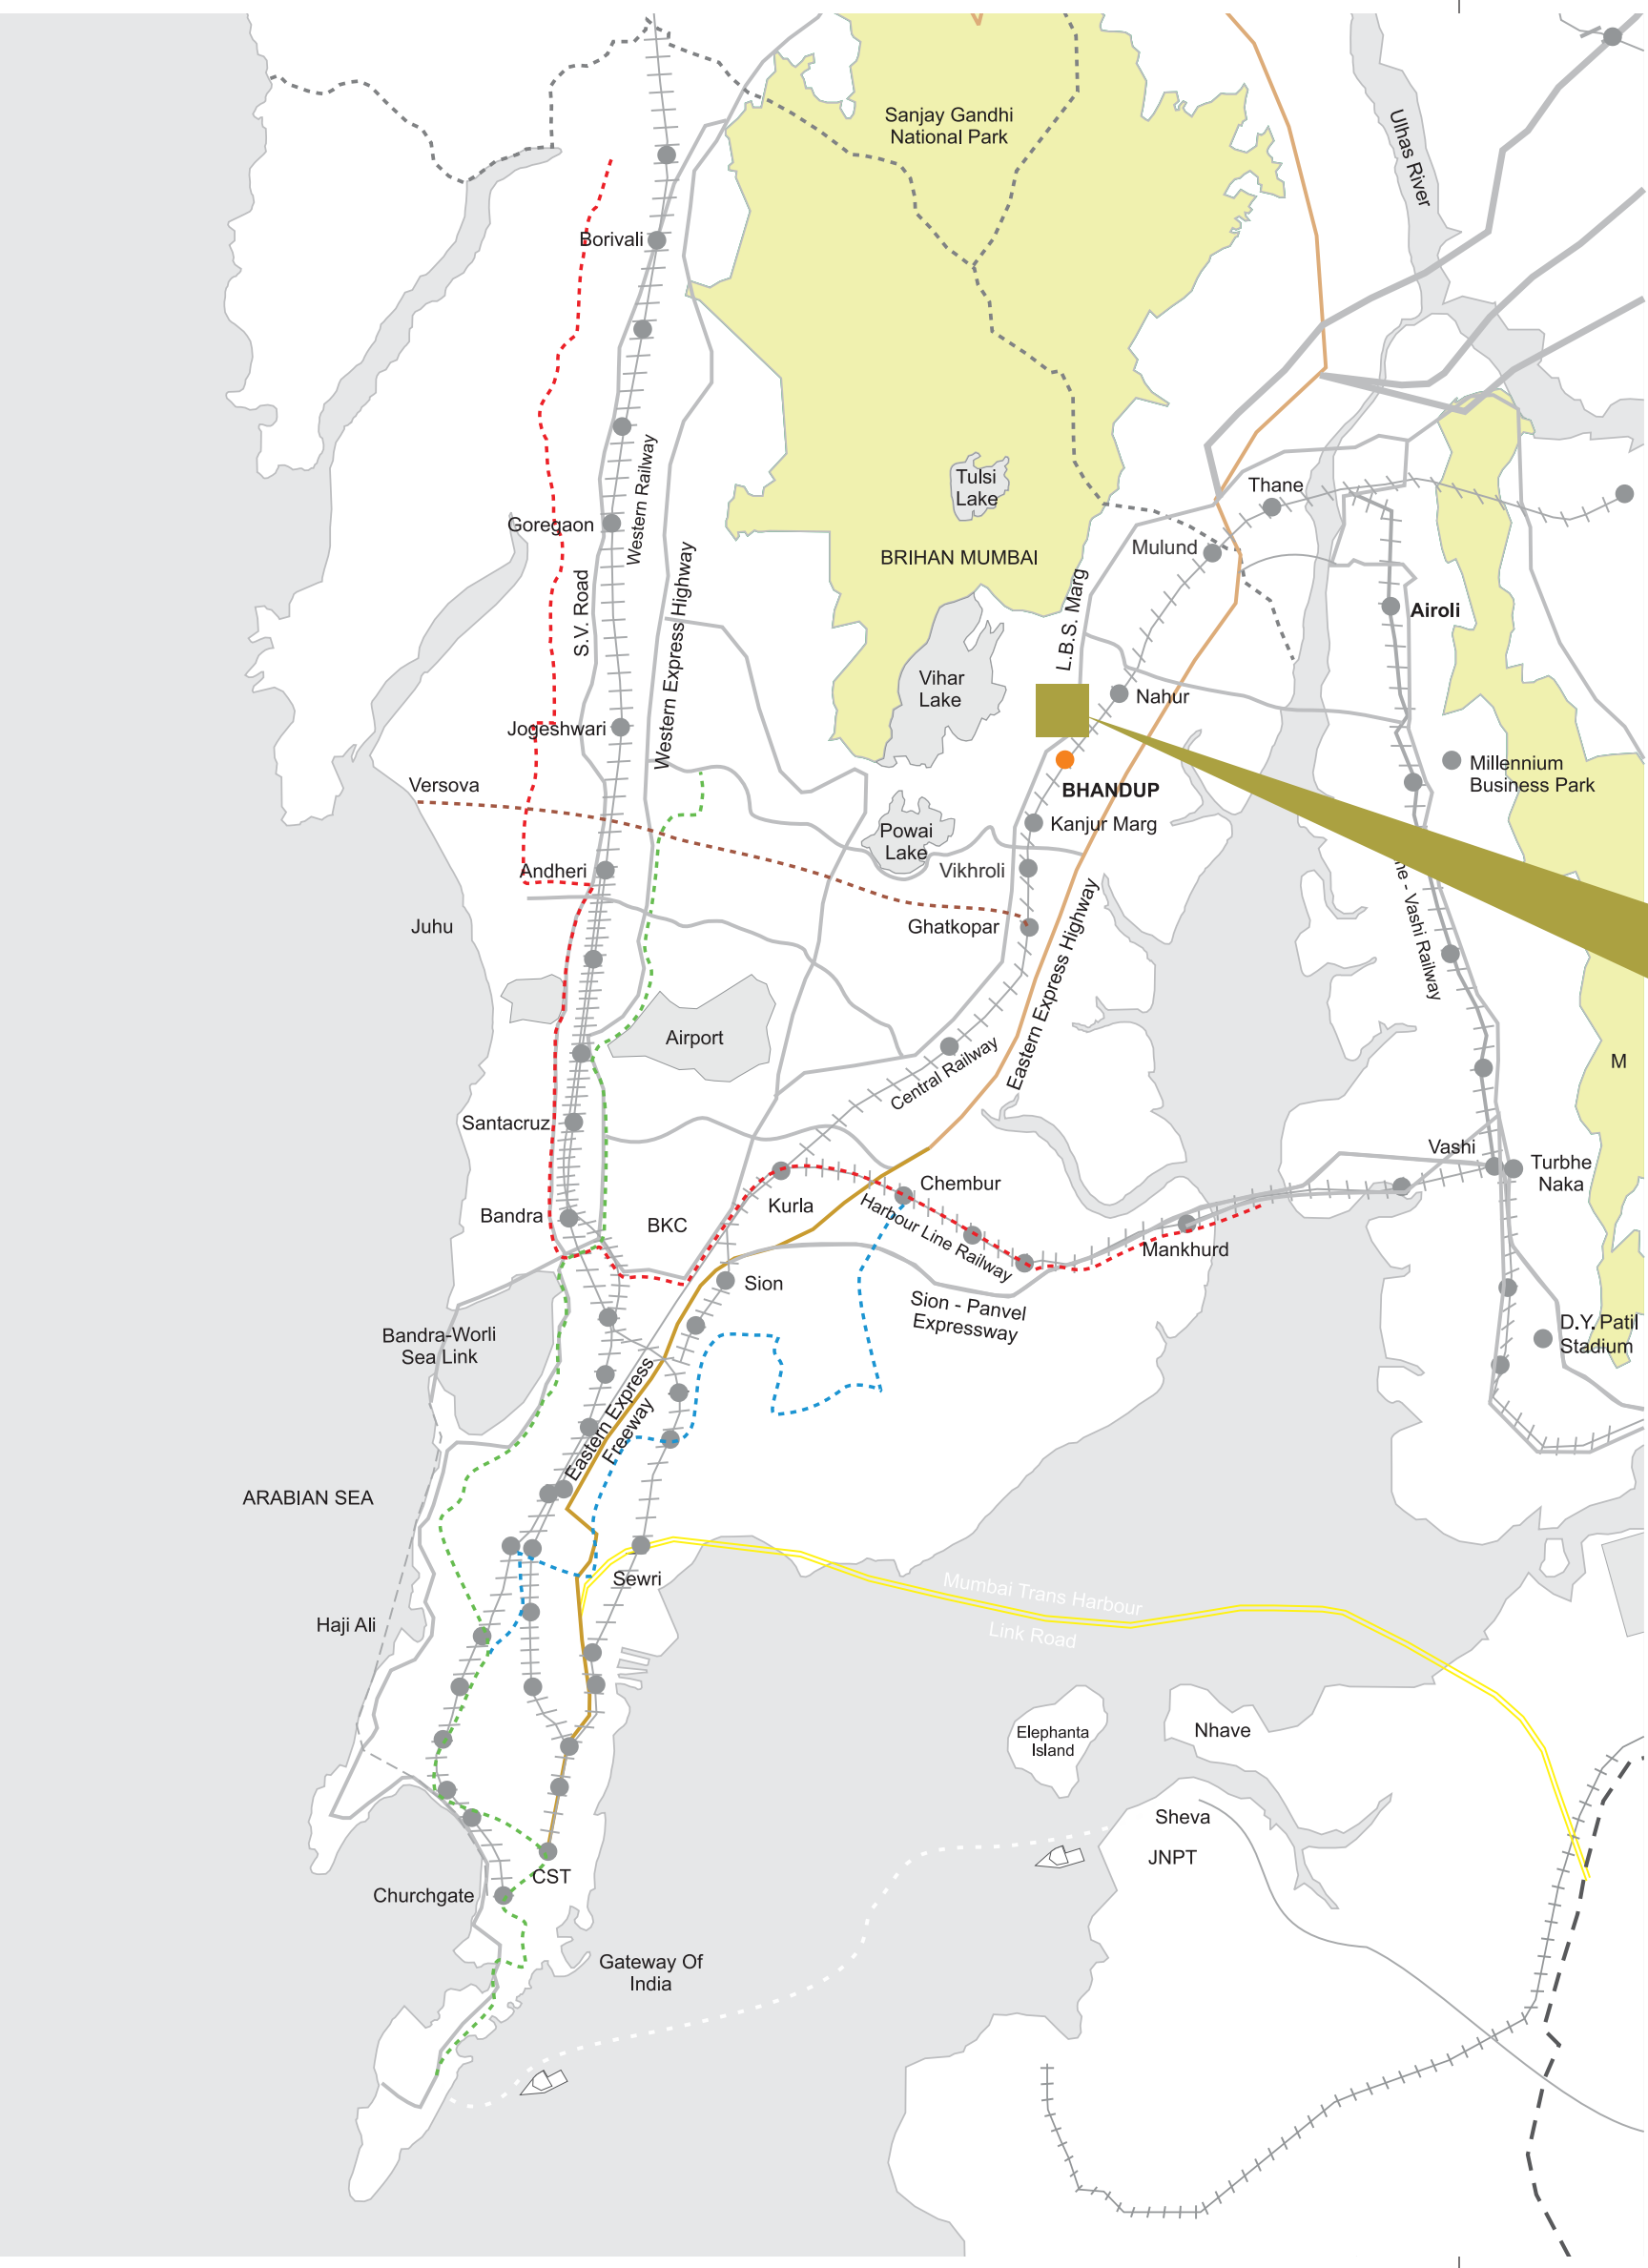 Sanjay Gandhi
National Park
Ulhas River
Borivali
Western Railway
Tulsi
Lake
Thane
Goregaon
Mulund
BRIHAN MUMBAI
S.V. Road
Western Express Highway
L.B.S. Marg
Airoli
Vihar
Lake
Nahur
Jogeshwari
Versova
Millennium
Business Park
BHANDUP
Kanjur Marg
Powai
Lake
Andheri
Vikhroli
Juhu
Ghatkopar
ne - Vashi Railway
Airport
Eastern Express Highway
Central Railway
M
Santacruz
Vashi
Turbhe
Naka
Chembur
Bandra
BKC
Kurla
Harbour Line Railway
Mankhurd
Sion
Sion - Panvel
Expressway
Bandra-Worli
Sea Link
D.Y. Patil
Stadium
Eastern Express
Freeway
ARABIAN SEA
Sewri
Mumbai Trans Harbour
Link Road
Haji Ali
Elephanta
Island
Nhave
Sheva
JNPT
CST
Churchgate
Gateway Of
India